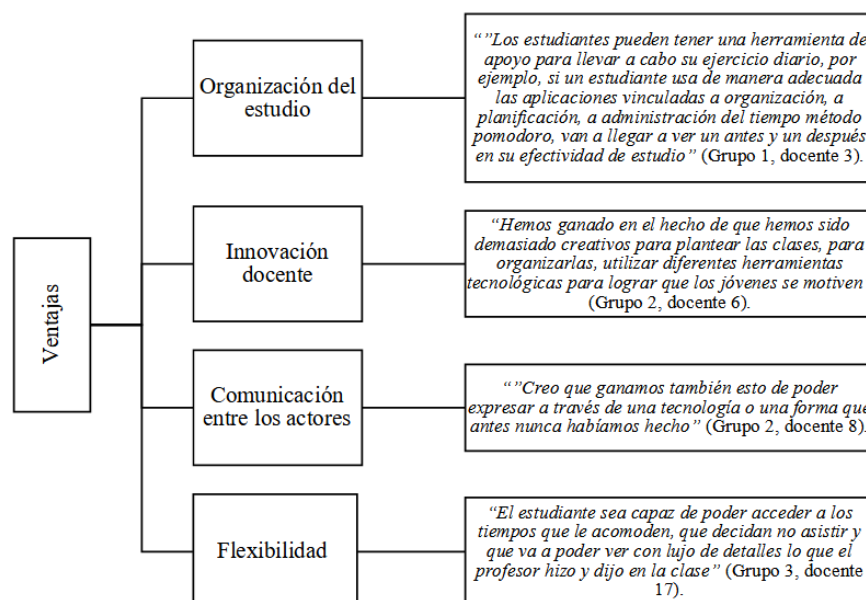 Ventajas
Organización del
estudio
“”Los estudiantes pueden tener una herramienta de
apoyo para llevar a cabo su ejercicio diario, por
ejemplo, si un estudiante usa de manera adecuada
las aplicaciones vinculadas a organización, a
planificación, a administración del tiempo método
pomodoro, van a llegar a ver un antes y un después
en su efectividad de estudio” (Grupo 1, docente 3).
Innovación
docente
“Hemos ganado en el hecho de que hemos sido
demasiado creativos para plantear las clases, para
organizarlas, utilizar diferentes herramientas
tecnológicas para lograr que los jóvenes se motiven
(Grupo 2, docente 6).
Comunicación
entre los actores
“”Creo que ganamos también esto de poder
expresar a través de una tecnología o una forma que
antes nunca habíamos hecho” (Grupo 2, docente 8).
Flexibilidad
“El estudiante sea capaz de poder acceder a los
tiempos que le acomoden, que decidan no asistir y
que va a poder ver con lujo de detalles lo que el
profesor hizo y dijo en la clase” (Grupo 3, docente
17).